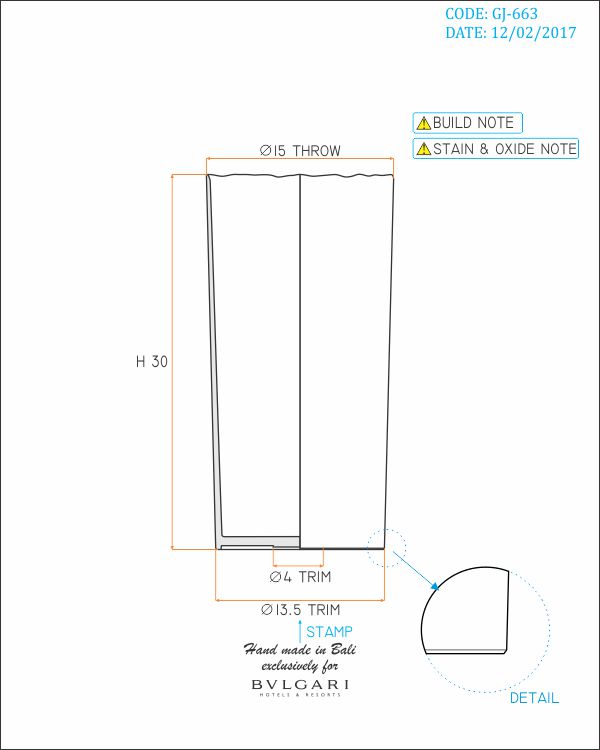 CODE: GJ-663
DATE: 12/02/2017
BUILD NOTE
STAIN & OXIDE NOTE
Ø15 THROW
H 30
Ø4 TRIM
Ø13.5 TRIM
STAMP
Hand made in Bali
exclusively for
BVLGARI
HOTELS & RESORTS
DETAIL